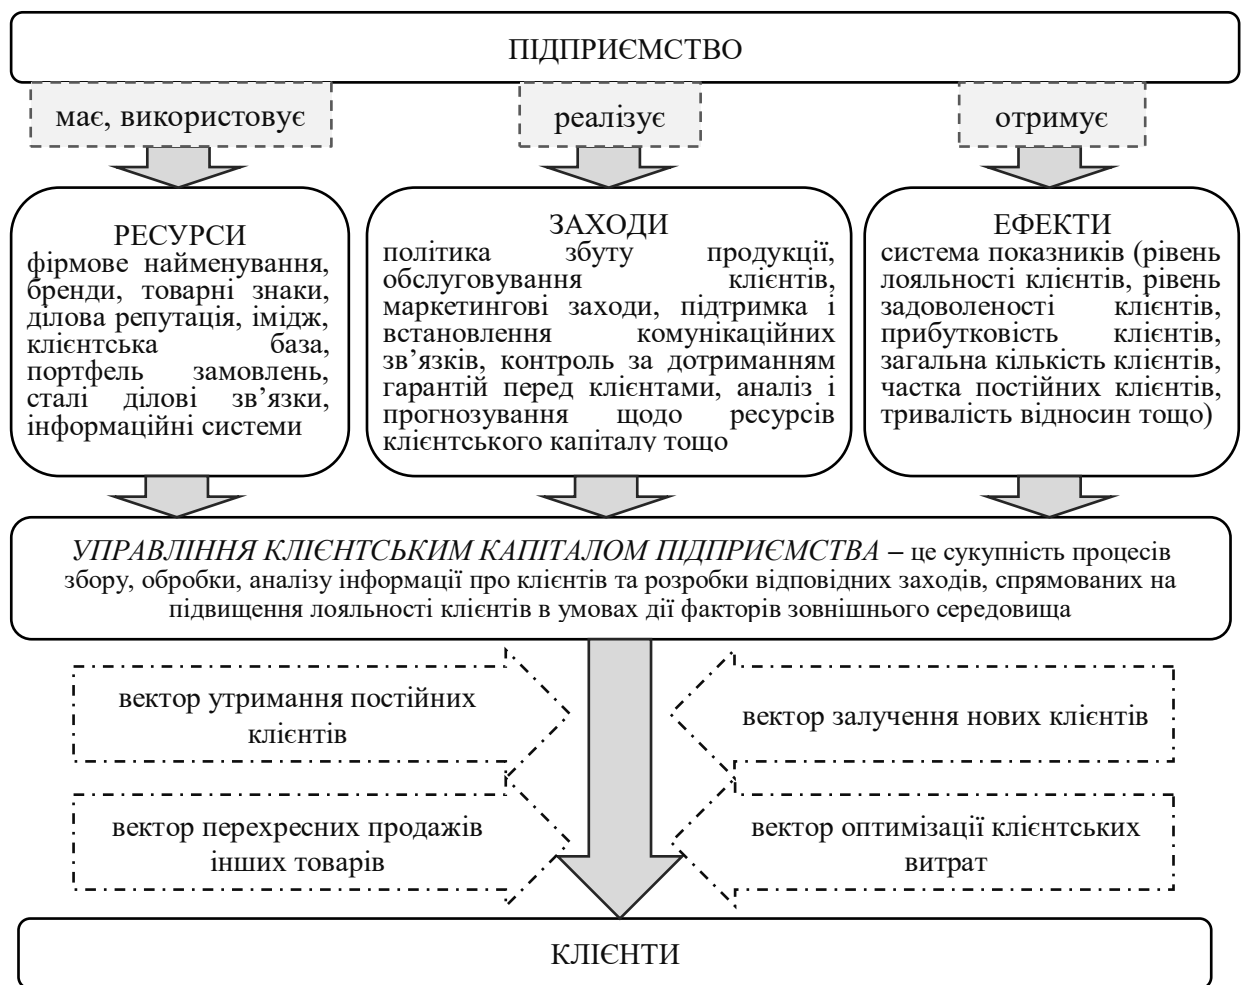 ПІДПРИЄМСТВО
має, використовує
реалізує
отримує
РЕСУРСИ
фірмове найменування,
бренди, товарні знаки,
ділова репутація, імідж,
клієнтська база,
портфель замовлень,
сталі ділові зв’язки,
інформаційні системи
ЗАХОДИ
політика збуту продукції,
обслуговування клієнтів,
маркетингові заходи, підтримка і
встановлення комунікаційних
зв’язків, контроль за дотриманням
гарантій перед клієнтами, аналіз і
прогнозування щодо ресурсів
клієнтського капіталу тощо
ЕФЕКТИ
система показників (рівень
лояльності клієнтів, рівень
задоволеності клієнтів,
прибутковість клієнтів,
загальна кількість клієнтів,
частка постійних клієнтів,
тривалість відносин тощо)
УПРАВЛІННЯ КЛІЄНТСЬКИМ КАПІТАЛОМ ПІДПРИЄМСТВА – це сукупність процесів
збору, обробки, аналізу інформації про клієнтів та розробки відповідних заходів, спрямованих на
підвищення лояльності клієнтів в умовах дії факторів зовнішнього середовища
вектор утримання постійних
клієнтів
вектор залучення нових клієнтів
вектор перехресних продажів
інших товарів
вектор оптимізації клієнтських
витрат
КЛІЄНТИ